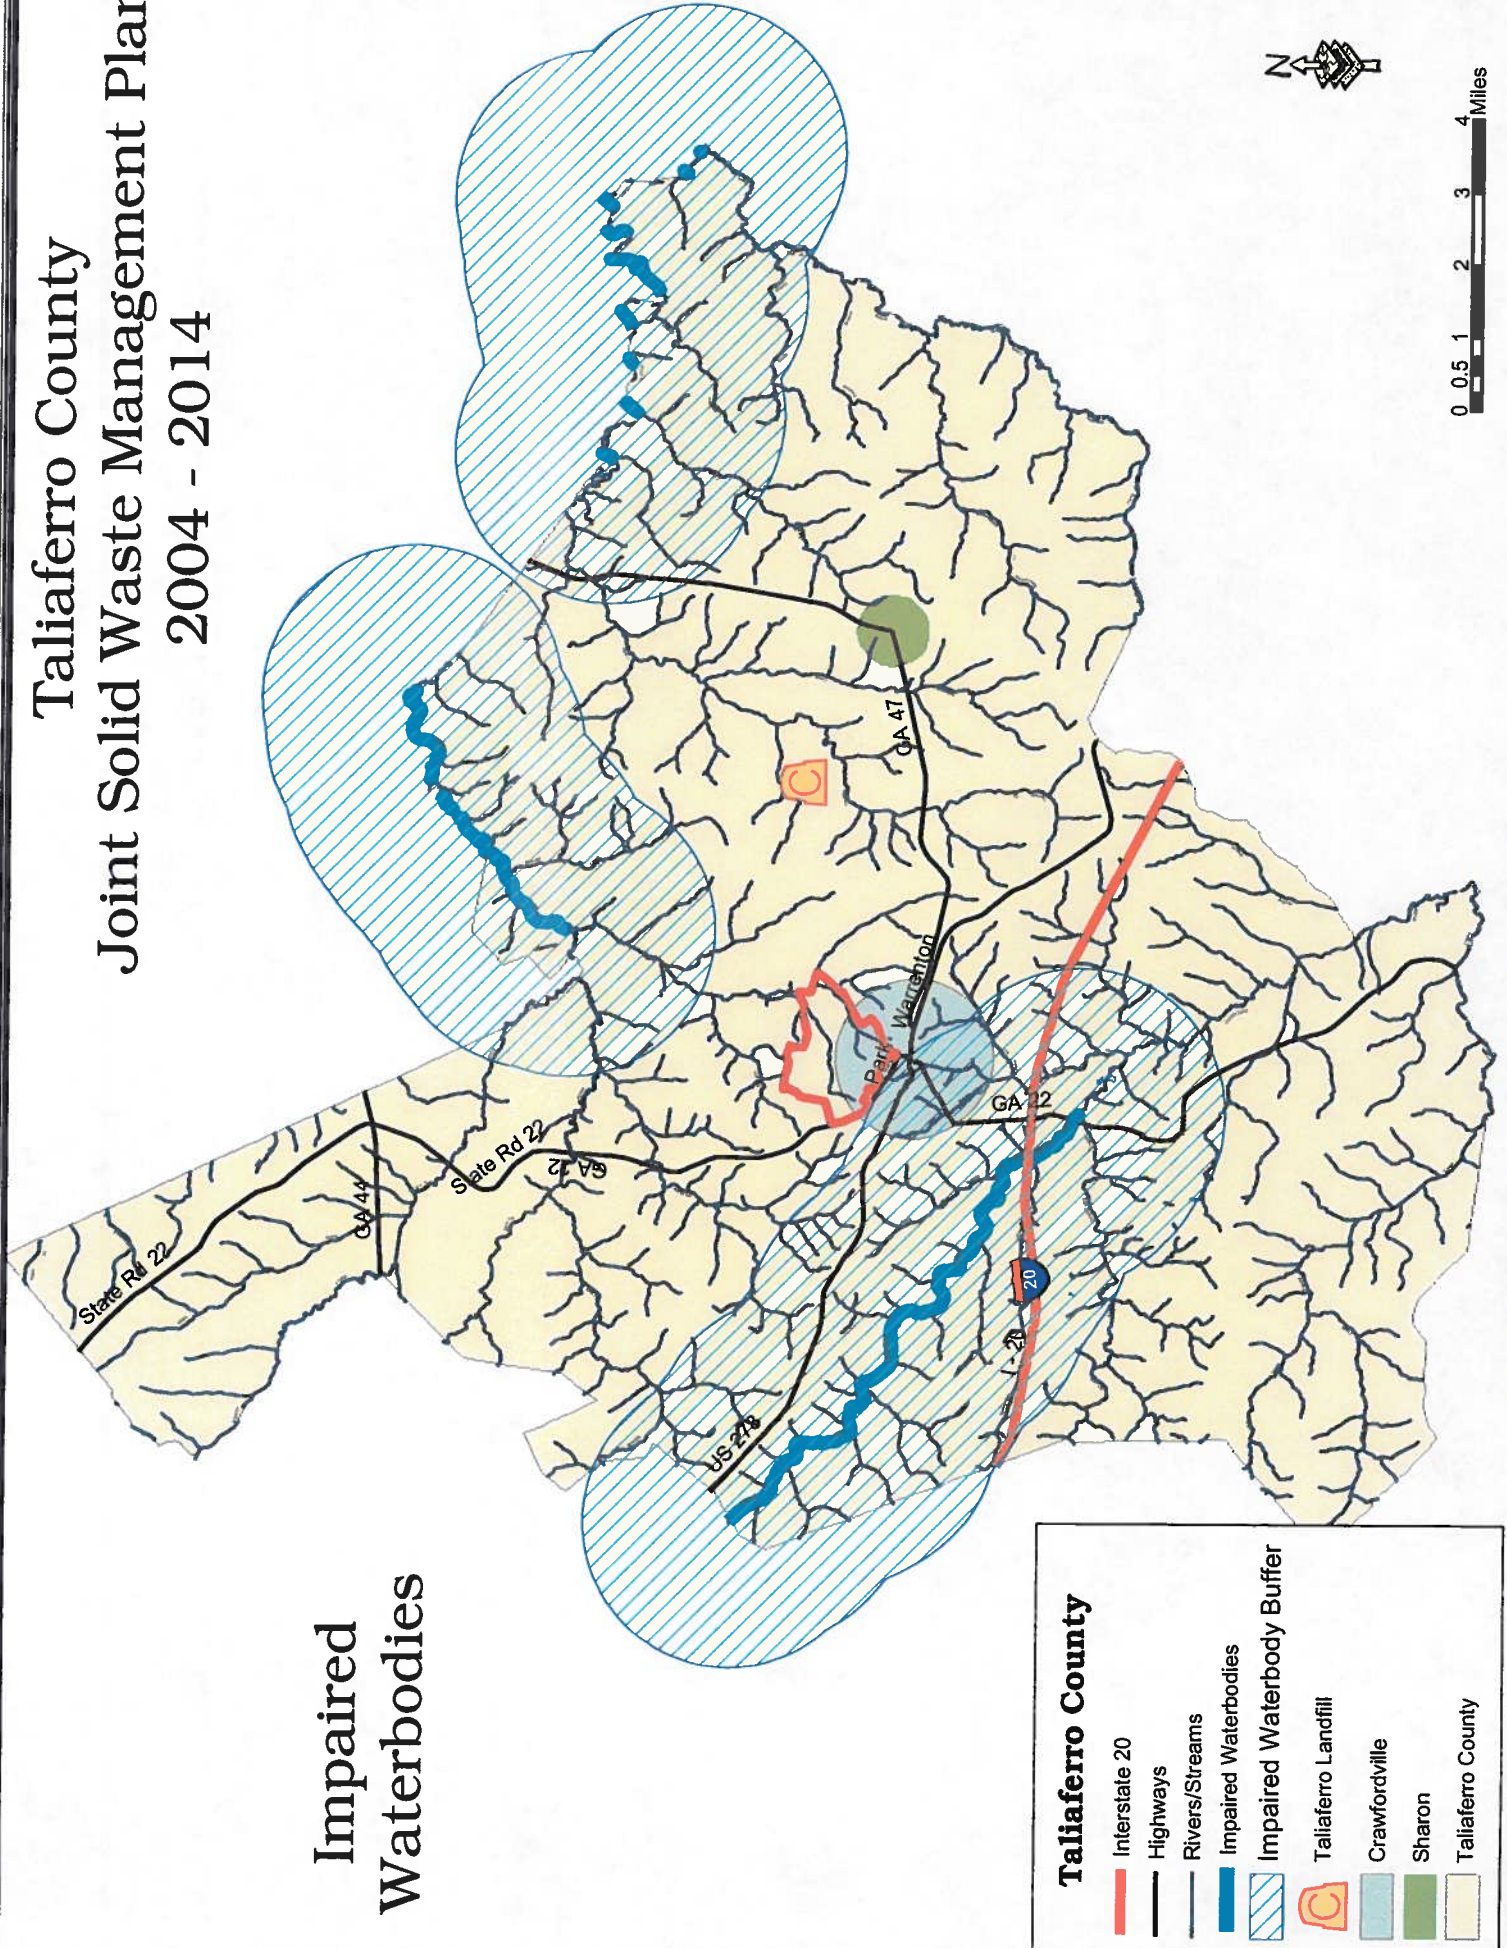 Taliaferro County
Joint Solid Waste Management Plan
2004 - 2014
Impaired
Waterbodies
State Rd 22
GA 44
State Rd 22
GA 22
US 278
I - 20
20
GA 22
Park
Warrenton
GA 47
C
N
0 0.5 1 2 3 4
Miles
Taliaferro County
Interstate 20
Highways
Rivers/Streams
Impaired Waterbodies
Impaired Waterbody Buffer
C
Taliaferro Landfill
Crawfordville
Sharon
Taliaferro County